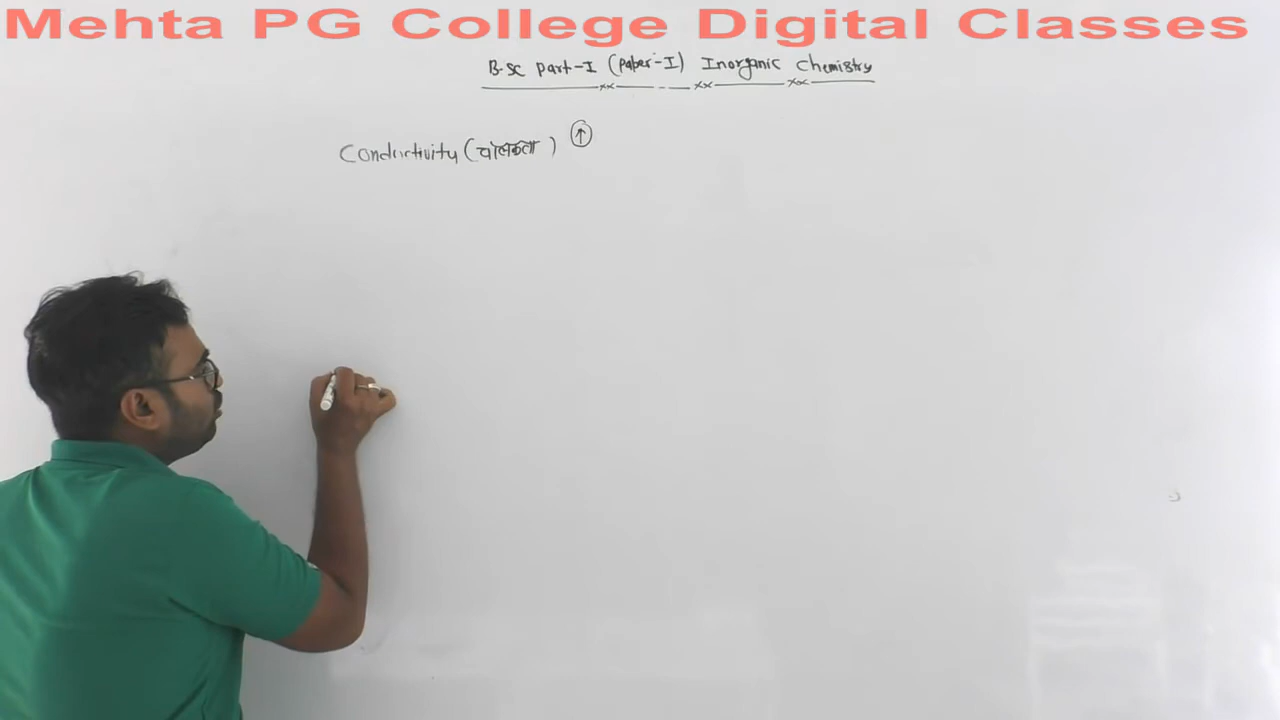 Mehta PG College Digital Classes
B.SC Part-I (Paper-I) Inorganic Chemistry
Conductivity (चालकता) ↑